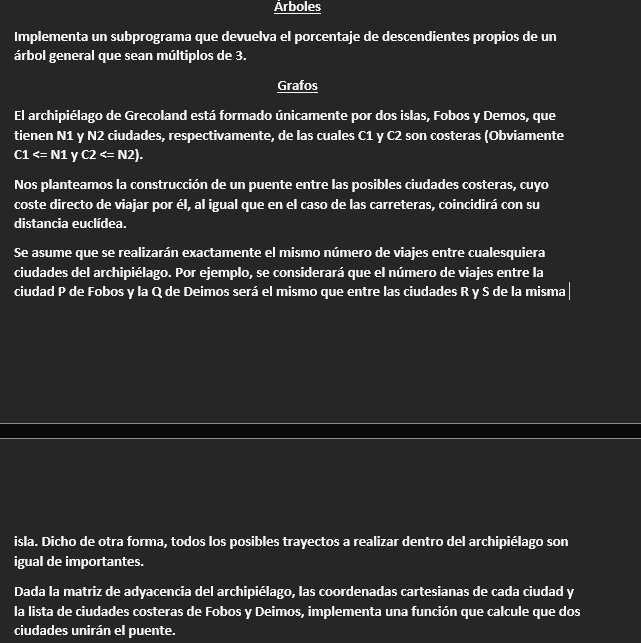 Árboles
Implementa un subprograma que devuelva el porcentaje de descendientes propios de un
árbol general que sean múltiplos de 3.
Grafos
El archipiélago de Grecoland está formado únicamente por dos islas, Fobos y Demos, que
tienen N1 y N2 ciudades, respectivamente, de las cuales C1 y C2 son costeras (Obviamente
C1 <= N1 y C2 <= N2).
Nos planteamos la construcción de un puente entre las posibles ciudades costeras, cuyo
coste directo de viajar por él, al igual que en el caso de las carreteras, coincidirá con su
distancia euclídea.
Se asume que se realizarán exactamente el mismo número de viajes entre cualesquiera
ciudades del archipiélago. Por ejemplo, se considerará que el número de viajes entre la
ciudad P de Fobos y la Q de Deimos será el mismo que entre las ciudades R y S de la misma
isla. Dicho de otra forma, todos los posibles trayectos a realizar dentro del archipiélago son
igual de importantes.
Dada la matriz de adyacencia del archipiélago, las coordenadas cartesianas de cada ciudad y
la lista de ciudades costeras de Fobos y Deimos, implementa una función que calcule que dos
ciudades unirán el puente.